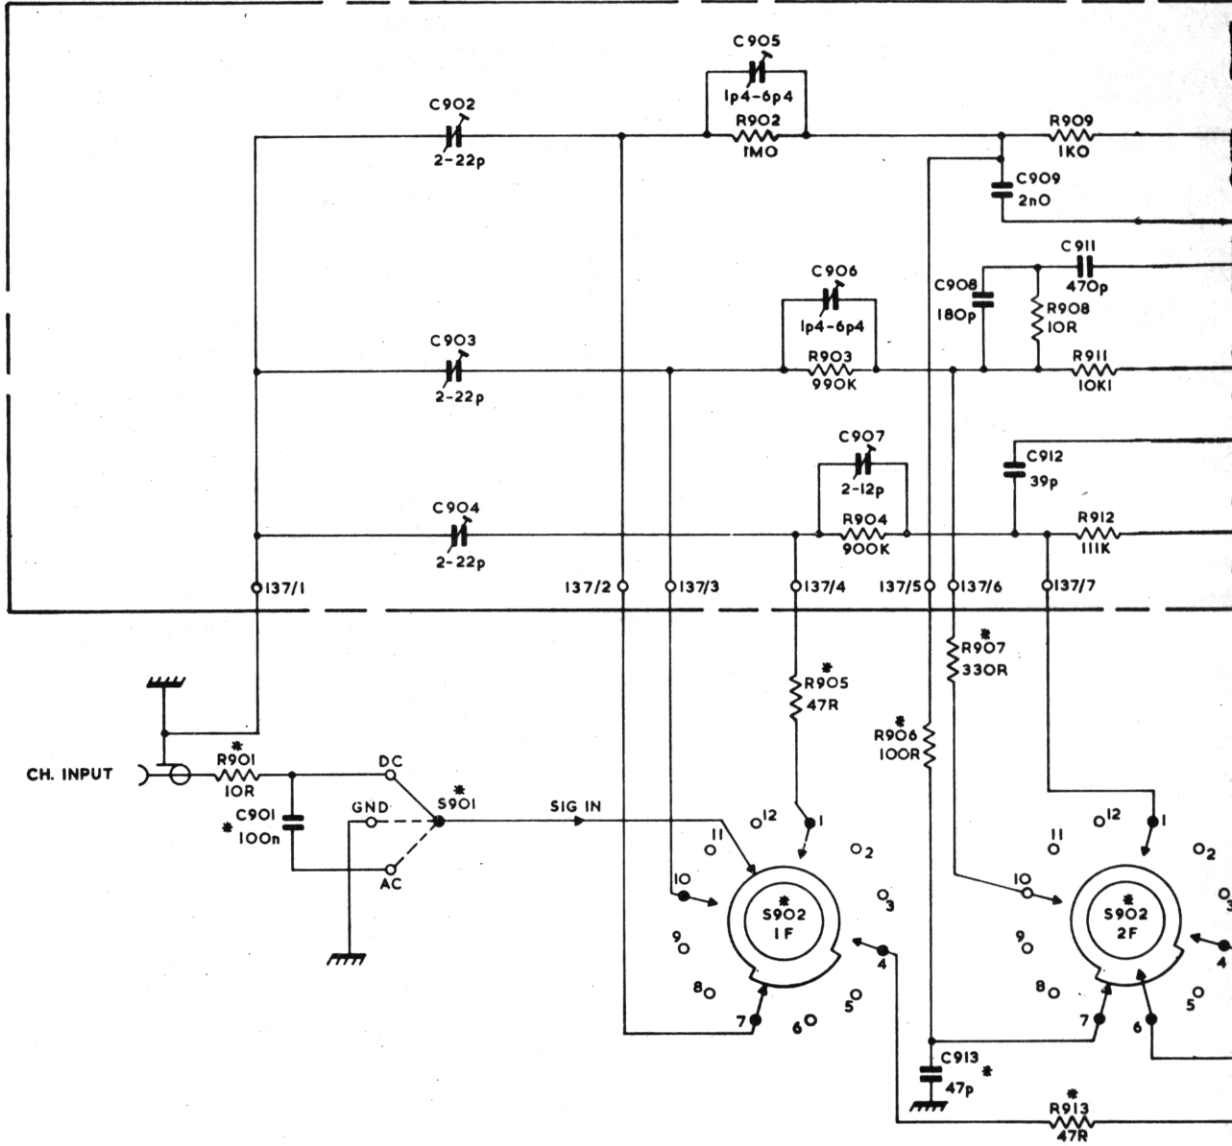 C905
1p4-6p4
R902
1MO
C902
2-22p
R909
1KO
C909
2nO
C911
470p
C906
1p4-6p4
C908
180p
R908
10R
C903
2-22p
R903
990K
R911
10K1
C907
2-12p
C912
39p
C904
2-22p
R904
900K
R912
111K
137/1
137/2
137/3
137/4
137/5
137/6
137/7
*
R907
330R
*
R905
47R
*
R906
100R
CH. INPUT
*
R901
10R
DC
*
S901
GND
C901
* 100n
AC
SIG IN
12
1
11
2
10
3
*
S902
1F
9
4
8
5
7
6
12
1
11
2
10
3
*
S902
2F
9
4
8
5
7
6
C913
47p *
*
R913
47R